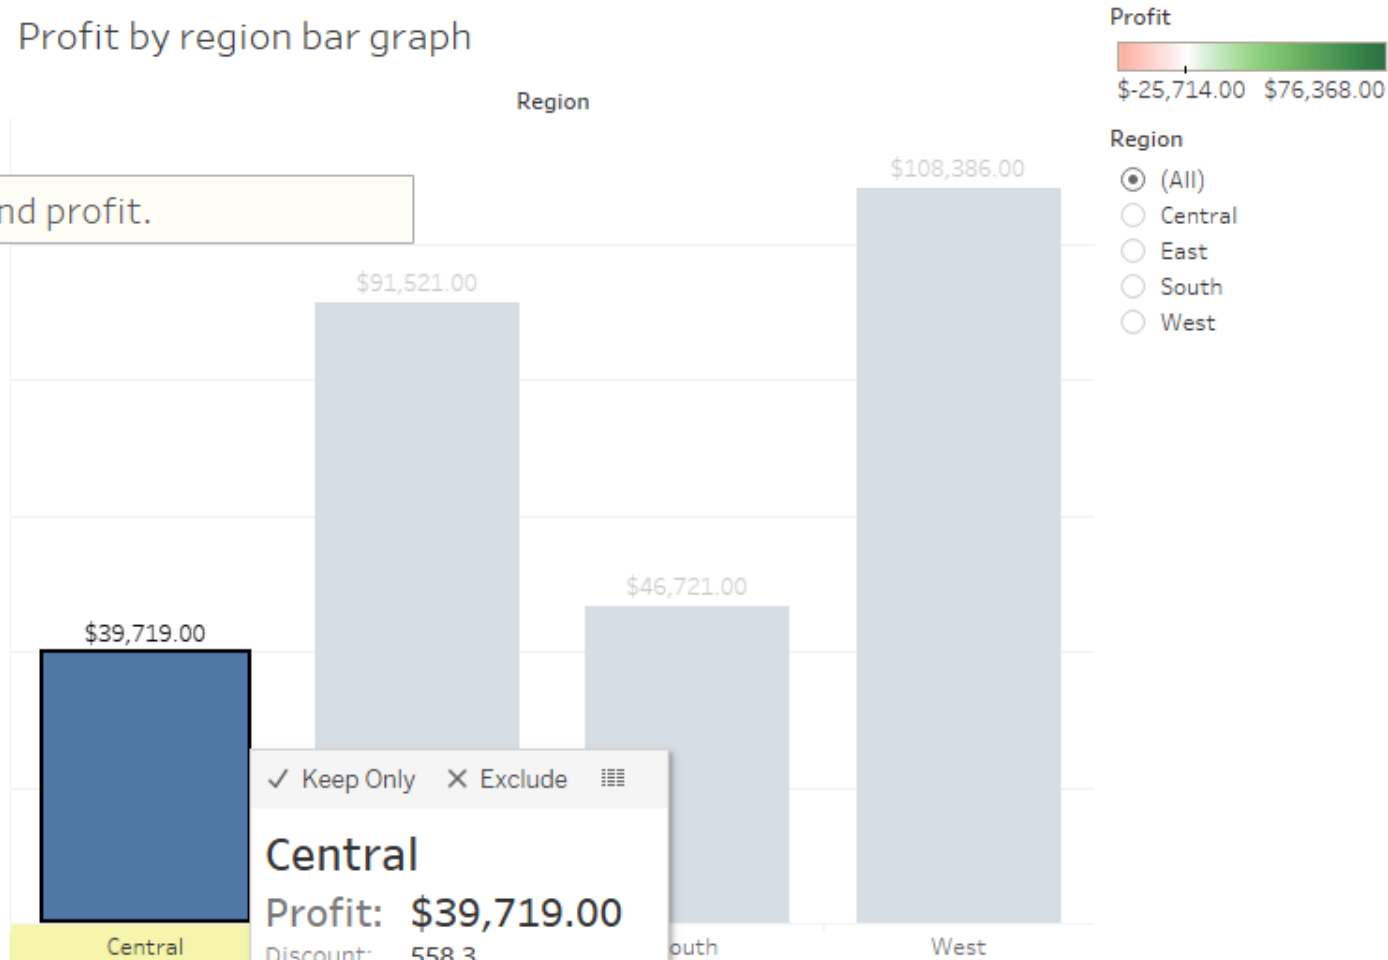 Profit by region bar graph
Region
nd profit.
$108,386.00
$91,521.00
$46,721.00
$39,719.00
Keep Only Exclude
Central
Profit: $39,719.00
Discount: 558.3
Central outh West
Profit
$-25,714.00 $76,368.00
Region
(All)
Central
East
South
West